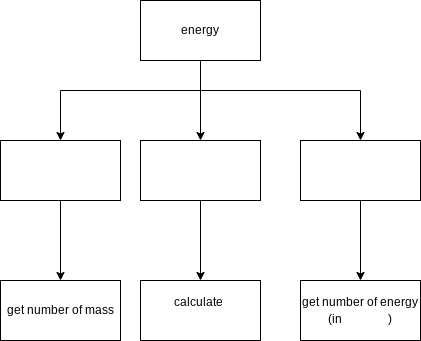 energy
get number of mass
calculate
get number of energy
(in )